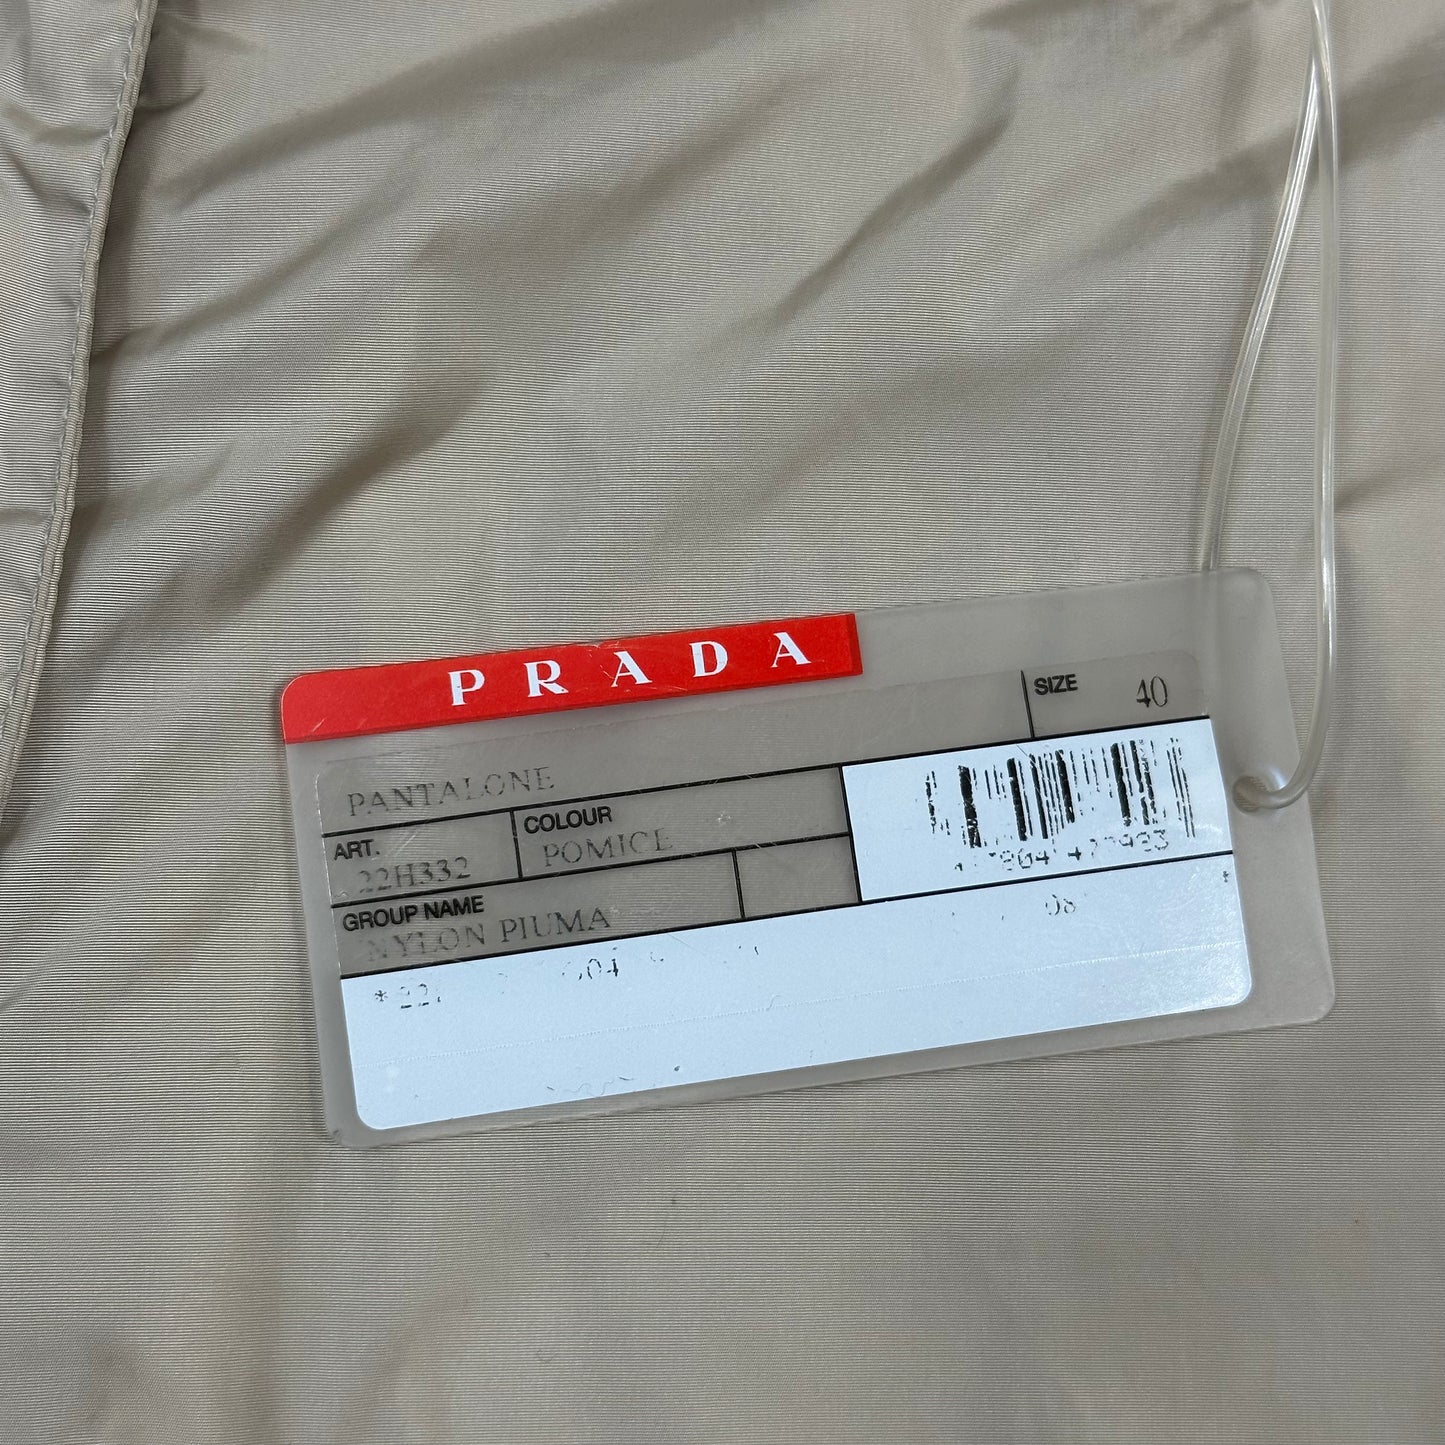 PRADA
SIZE 40
PANTALONE
ART. COLOUR
22H332 POMICE
GROUP NAME
NYLON PIUMA